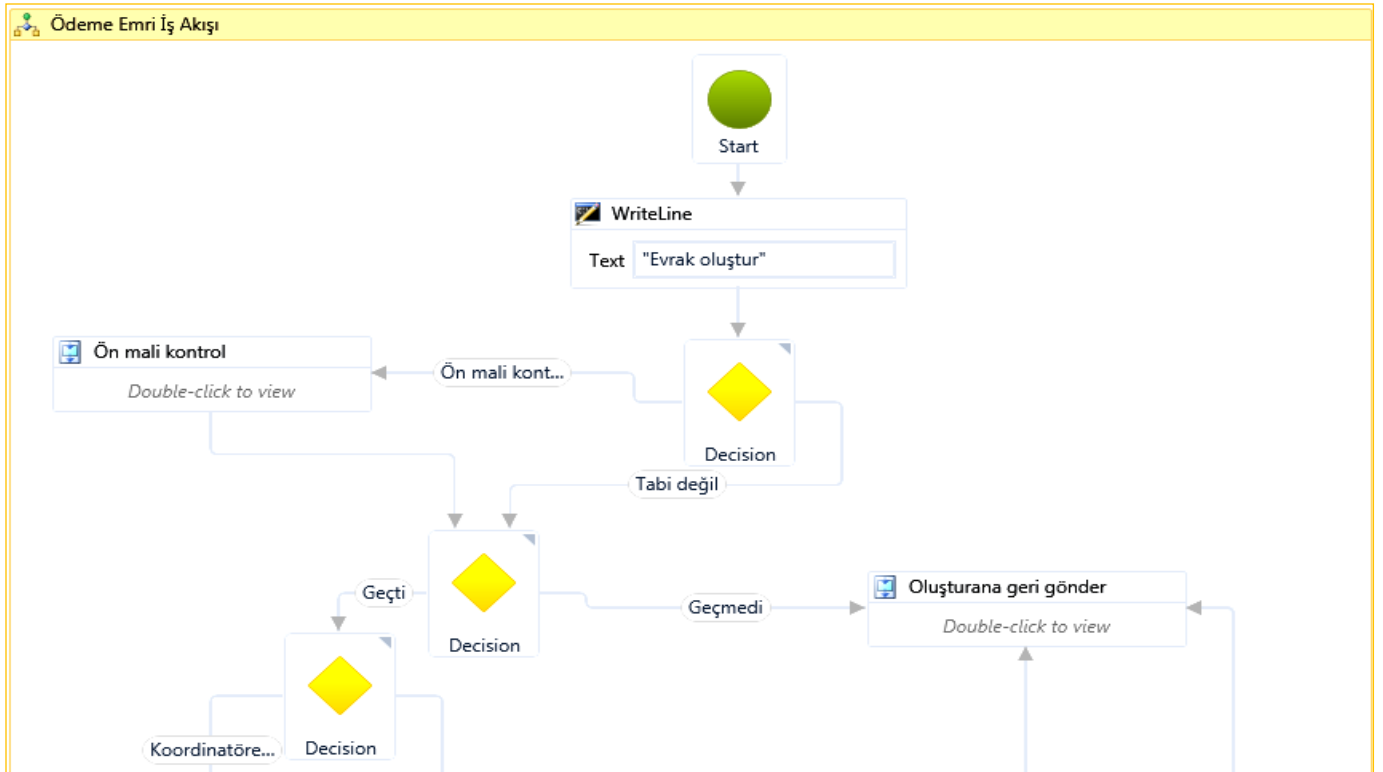 Ödeme Emri İş Akışı
Start
WriteLine
Text "Evrak oluştur"
Ön mali kontrol
Double-click to view
Ön mali kont...
Decision
Tabi değil
Geçti
Decision
Geçmedi
Oluşturana geri gönder
Double-click to view
Koordinatöre...
Decision